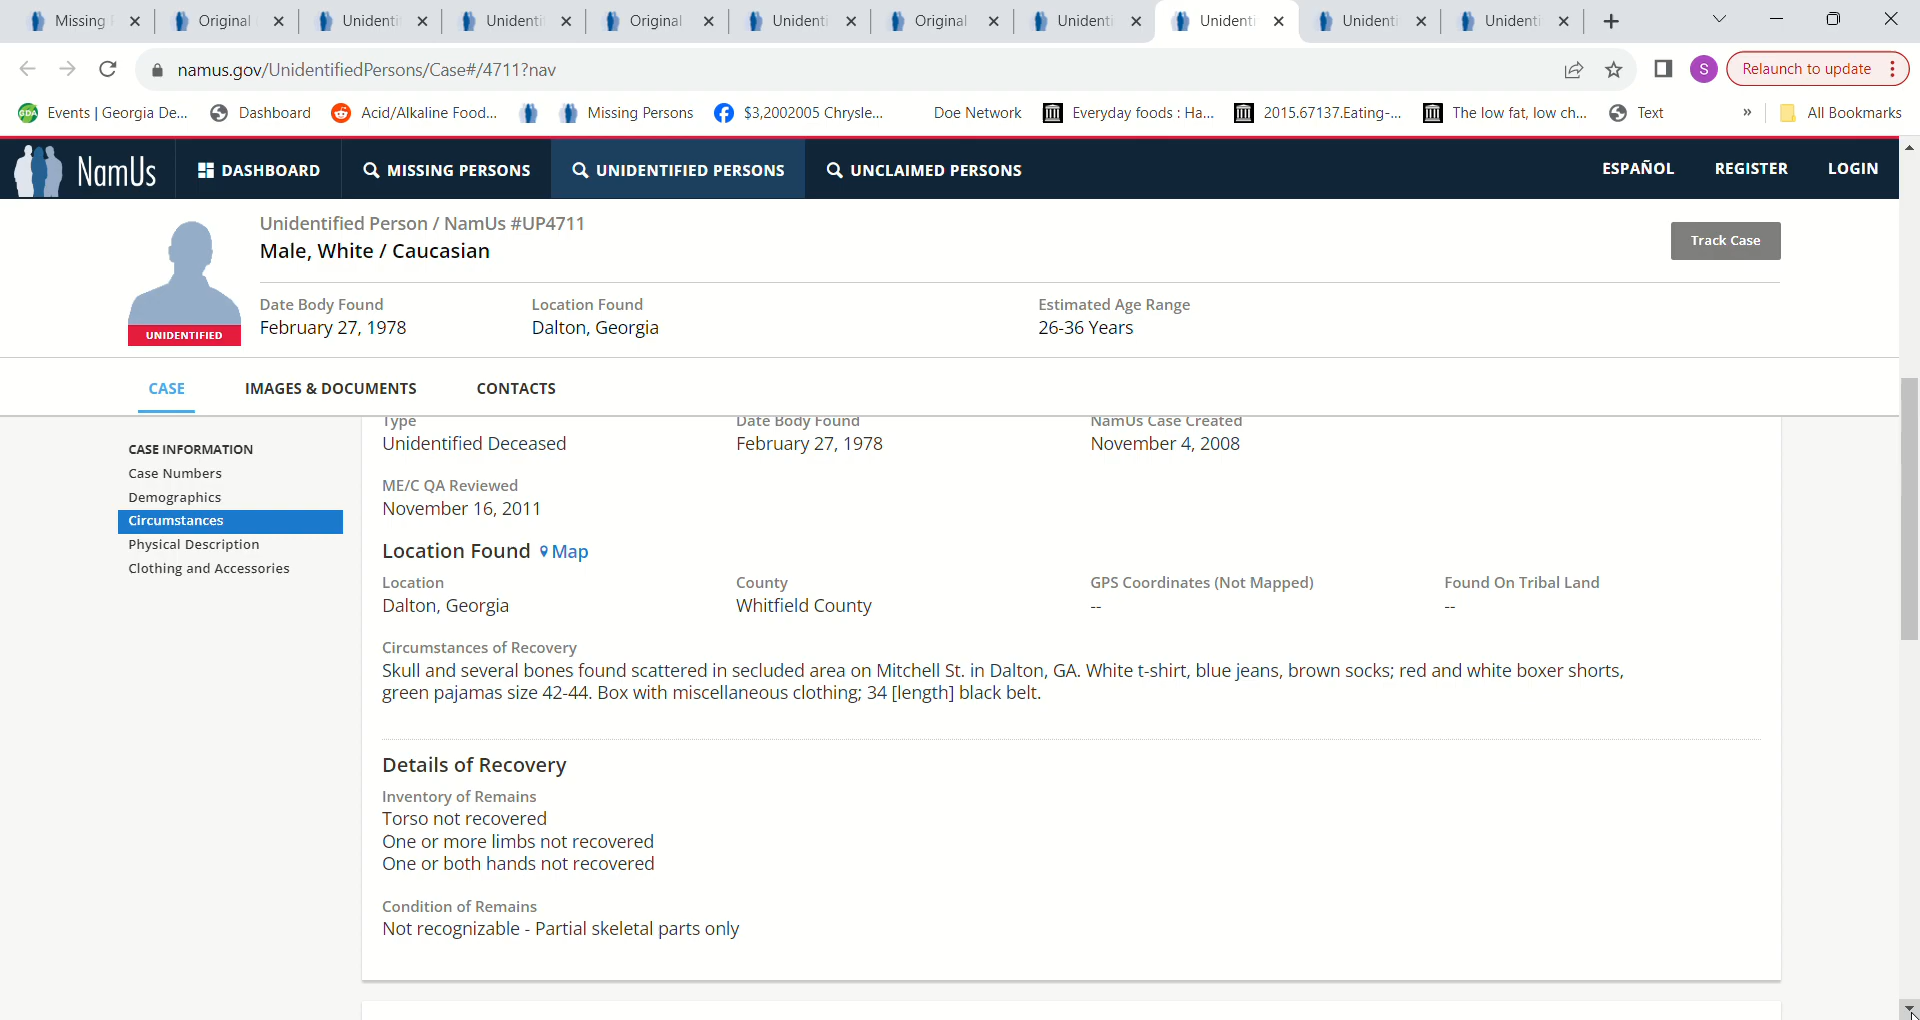 Missing
Original
Unidenti
Unidenti
Original
Unidenti
Original
Unidenti
Unidenti
Unidenti
Unidenti
namus.gov/UnidentifiedPersons/Case#/4711?nav
S
Relaunch to update
GDA
Events | Georgia De...
Dashboard
Acid/Alkaline Food...
Missing Persons
$3,2002005 Chrysle...
Doe Network
Everyday foods : Ha...
2015.67137.Eating-...
The low fat, low ch...
Text
»
All Bookmarks
NamUs
DASHBOARD
MISSING PERSONS
UNIDENTIFIED PERSONS
UNCLAIMED PERSONS
ESPAÑOL
REGISTER
LOGIN
UNIDENTIFIED
Unidentified Person / NamUs #UP4711
Male, White / Caucasian
Track Case
Date Body Found
February 27, 1978
Location Found
Dalton, Georgia
Estimated Age Range
26-36 Years
CASE
IMAGES & DOCUMENTS
CONTACTS
CASE INFORMATION
Case Numbers
Demographics
Circumstances
Physical Description
Clothing and Accessories
Type
Unidentified Deceased
Date Body Found
February 27, 1978
NamUs Case Created
November 4, 2008
ME/C QA Reviewed
November 16, 2011
Location Found Map
Location
Dalton, Georgia
County
Whitfield County
GPS Coordinates (Not Mapped)
--
Found On Tribal Land
--
Circumstances of Recovery
Skull and several bones found scattered in secluded area on Mitchell St. in Dalton, GA. White t-shirt, blue jeans, brown socks; red and white boxer shorts,
green pajamas size 42-44. Box with miscellaneous clothing; 34 [length] black belt.
Details of Recovery
Inventory of Remains
Torso not recovered
One or more limbs not recovered
One or both hands not recovered
Condition of Remains
Not recognizable - Partial skeletal parts only